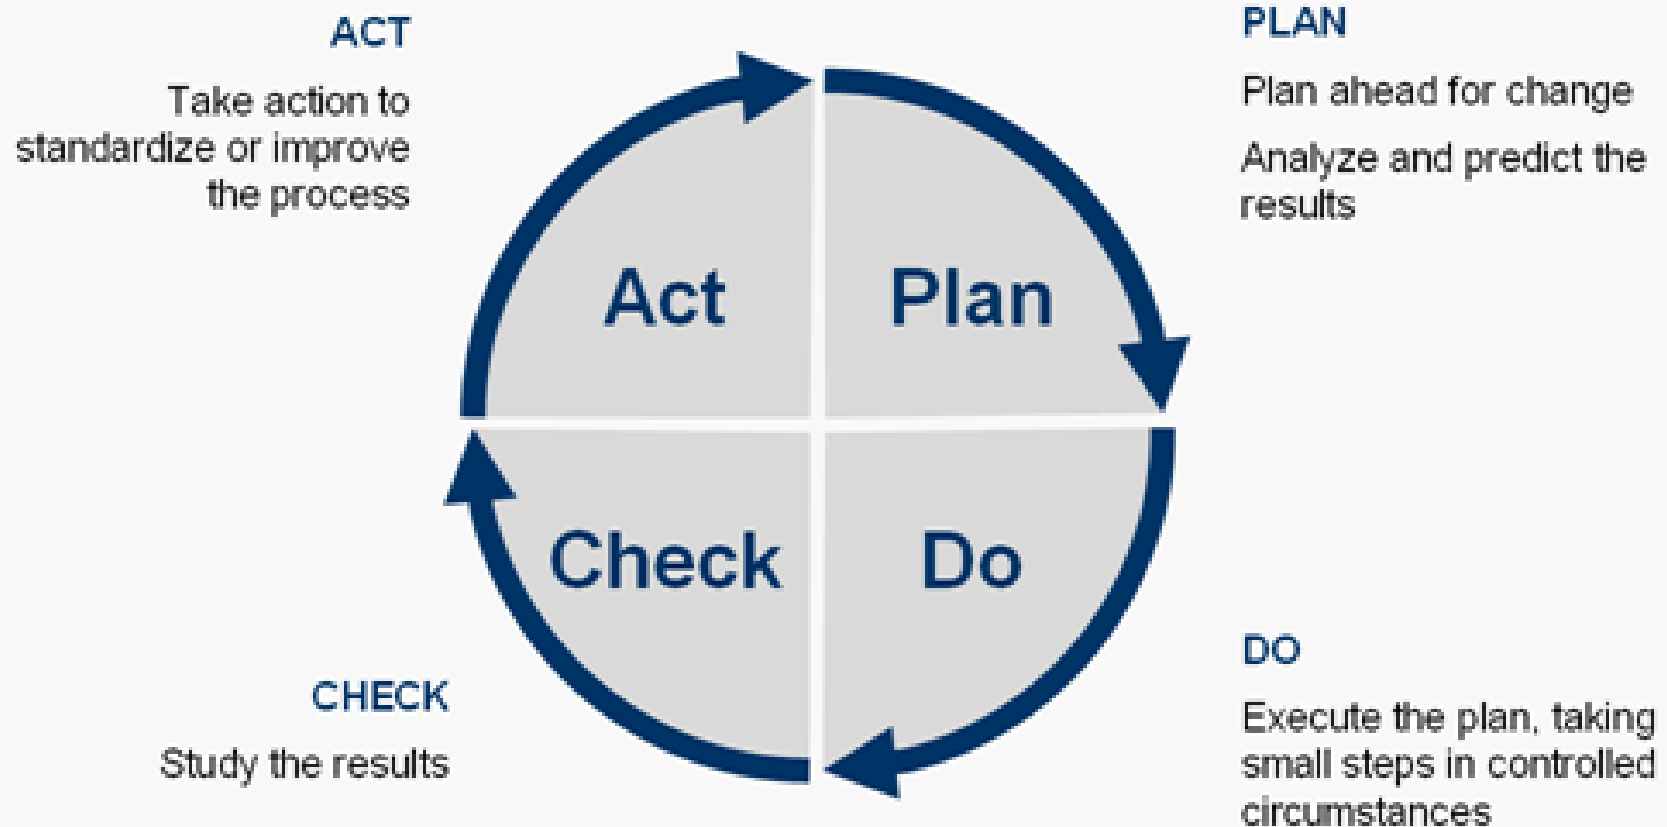 ACT
Take action to
standardize or improve
the process
PLAN
Plan ahead for change
Analyze and predict the
results
Act
Plan
Check
Do
CHECK
Study the results
DO
Execute the plan, taking
small steps in controlled
circumstances